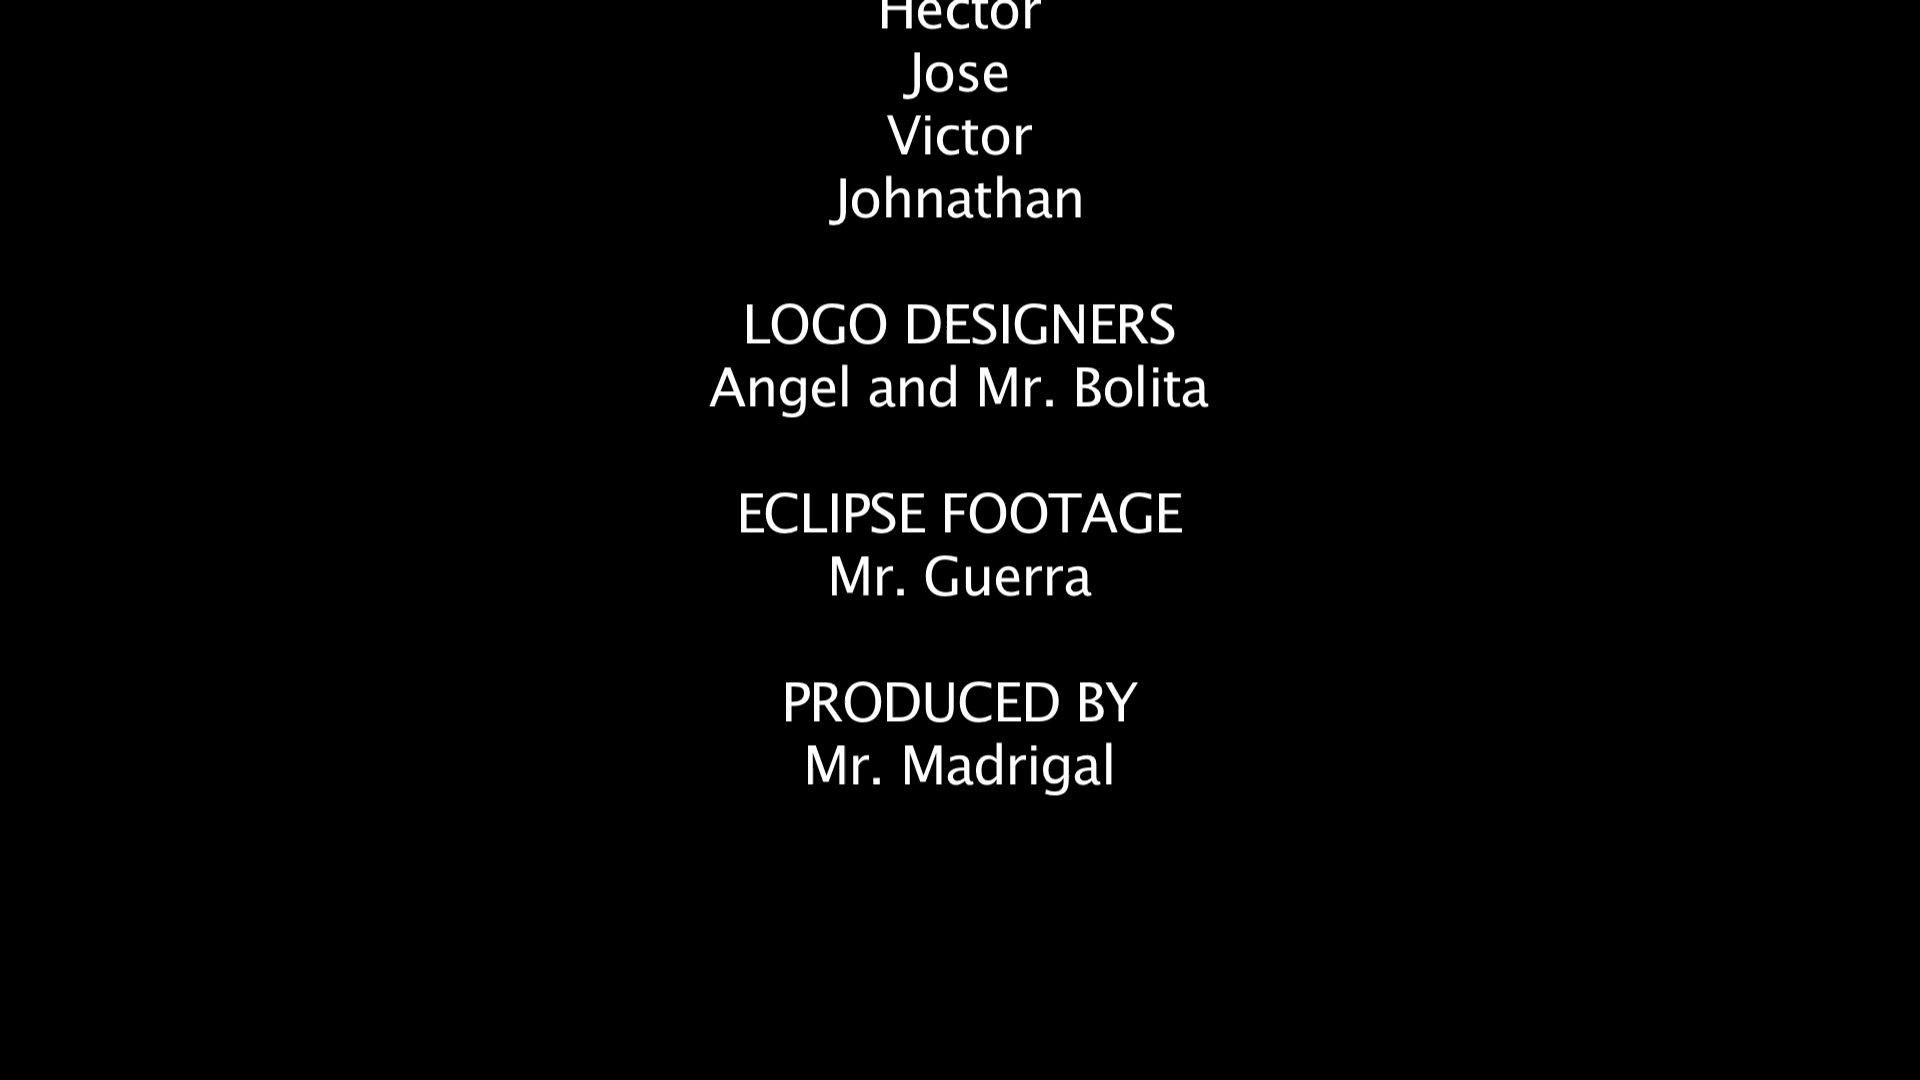 Hector
Jose
Victor
Johnathan
LOGO DESIGNERS
Angel and Mr. Bolita
ECLIPSE FOOTAGE
Mr. Guerra
PRODUCED BY
Mr. Madrigal